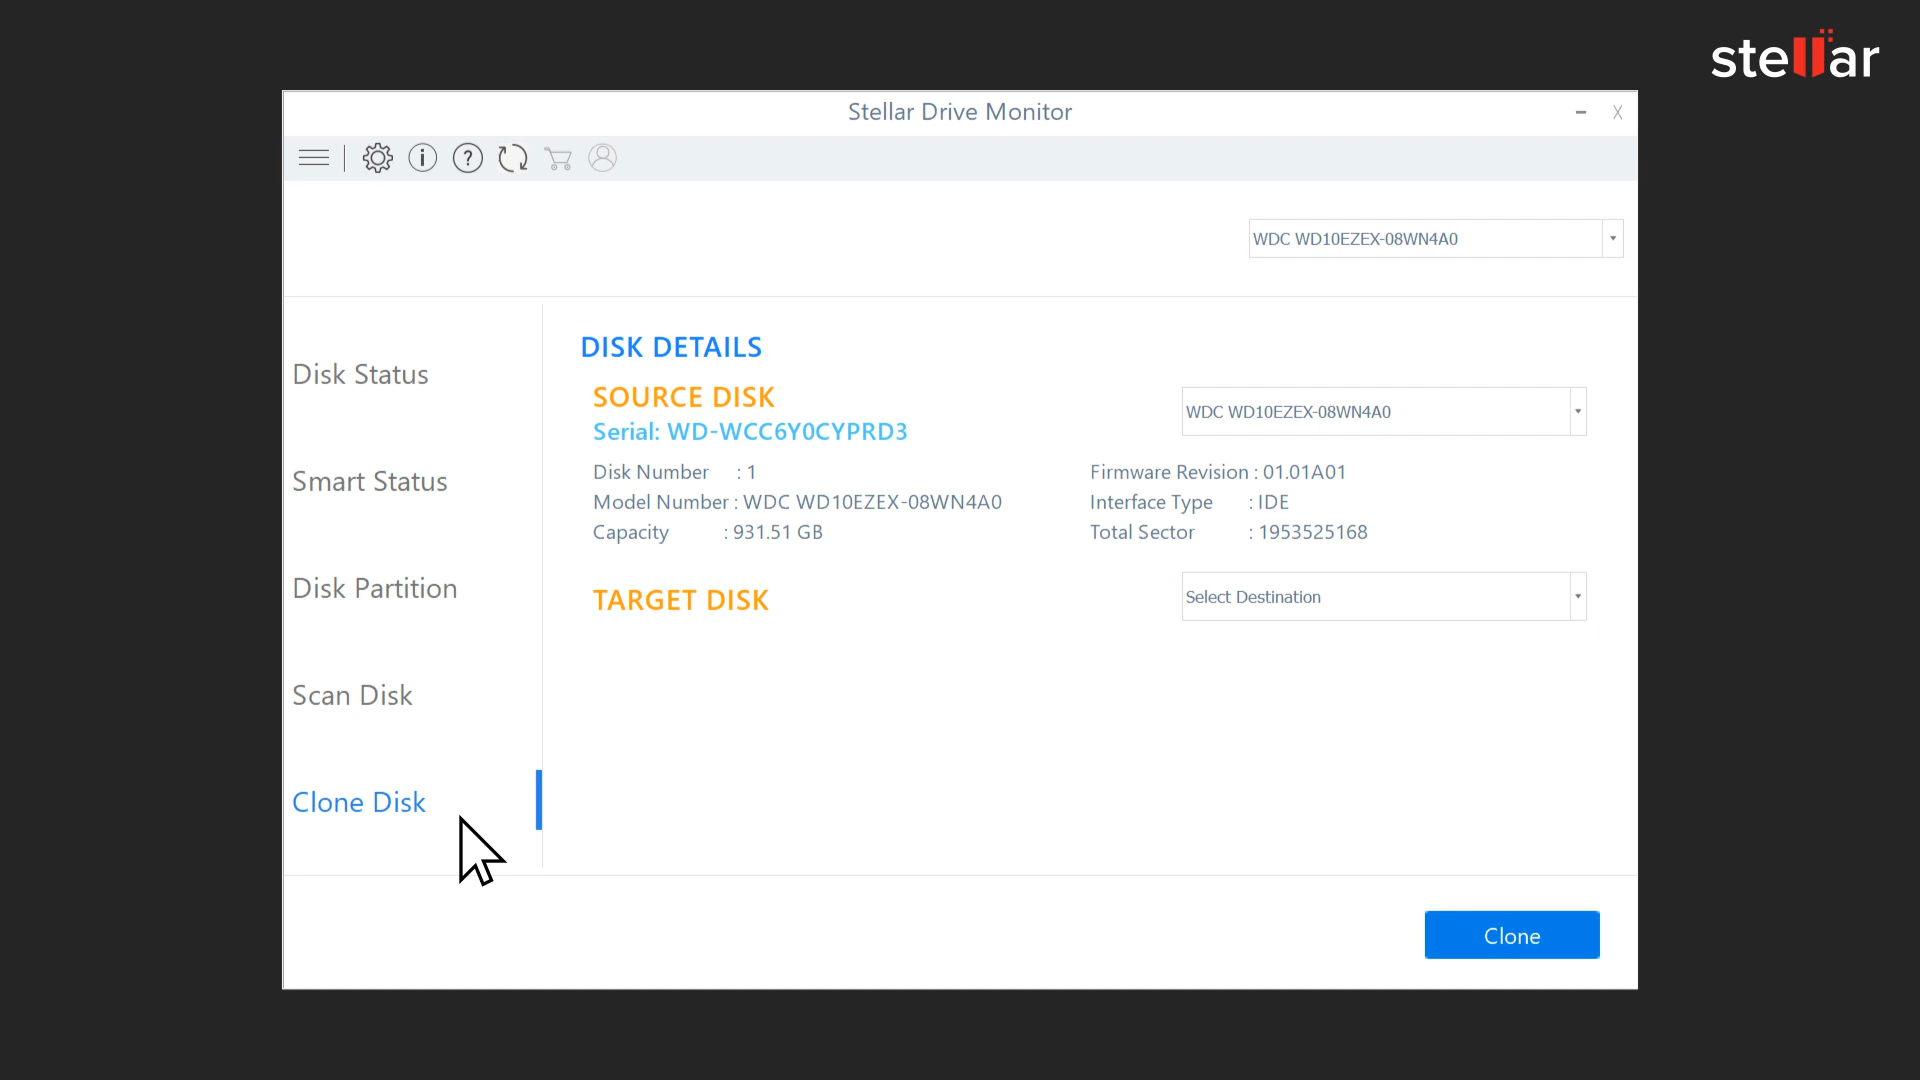 stellar
Stellar Drive Monitor
WDC WD10EZEX-08WN4A0
Disk Status
Smart Status
Disk Partition
Scan Disk
Clone Disk
DISK DETAILS
SOURCE DISK
WDC WD10EZEX-08WN4A0
Serial: WD-WCC6Y0CYPRD3
Disk Number : 1
Model Number : WDC WD10EZEX-08WN4A0
Capacity : 931.51 GB
Firmware Revision : 01.01A01
Interface Type : IDE
Total Sector : 1953525168
TARGET DISK
Select Destination
Clone